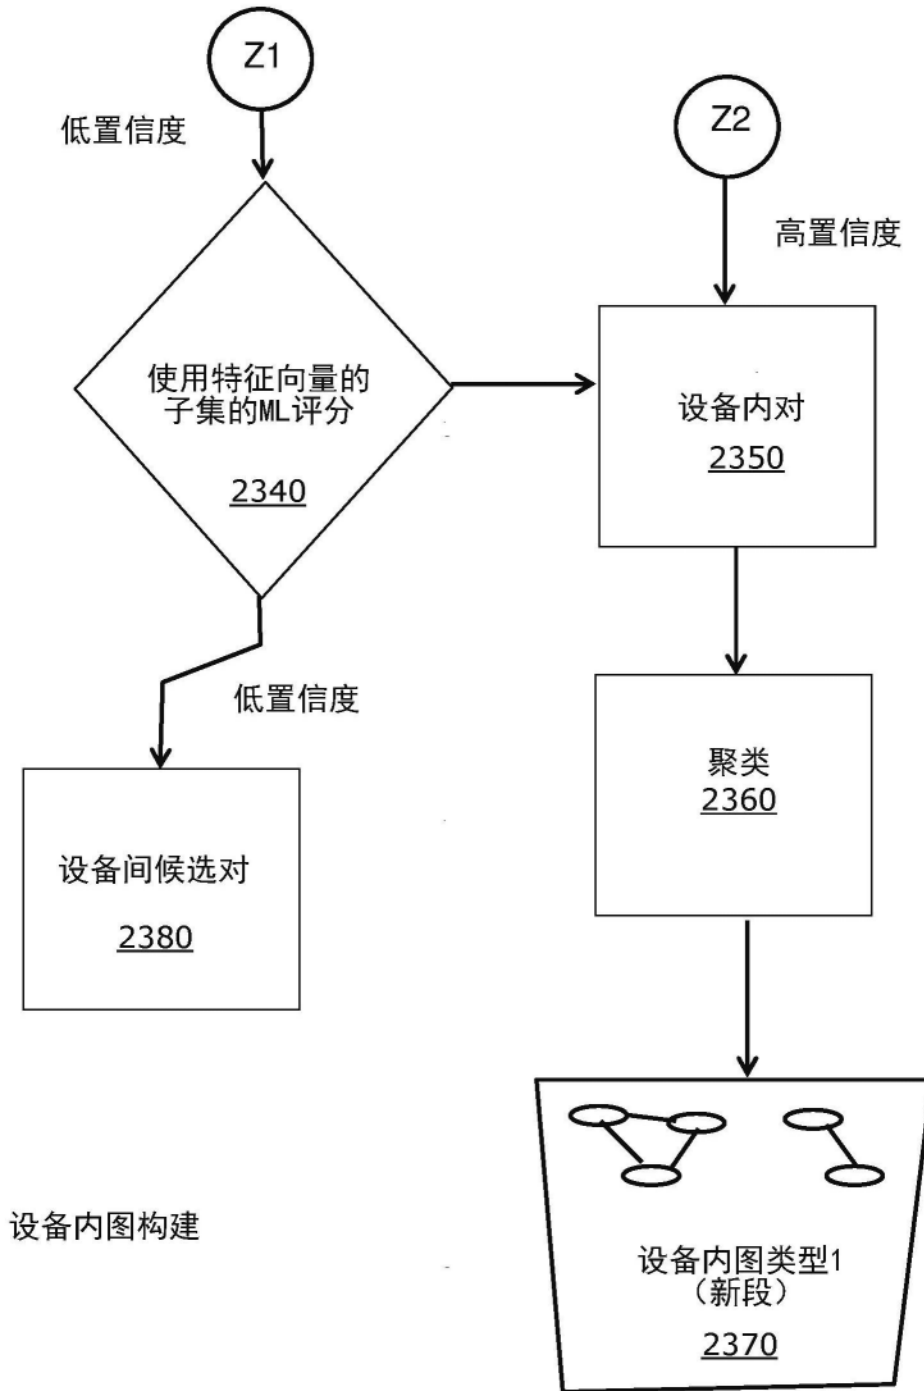 Z1
低置信度
Z2
高置信度
使用特征向量的
子集的ML评分
2340
设备内对
2350
低置信度
聚类
2360
设备间候选对
2380
设备内图构建
设备内图类型1
（新段）
2370